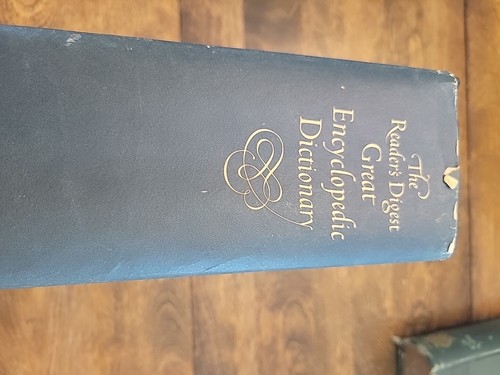 The
Reader's Digest
Great
Encyclopedic
Dictionary